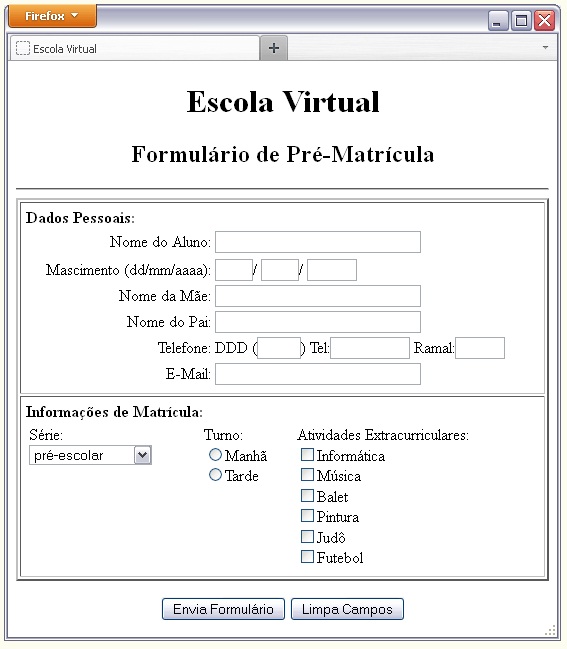 Firefox
Escola Virtual
Escola Virtual
Formulário de Pré-Matrícula
Dados Pessoais:
Nome do Aluno:
Mascimento (dd/mm/aaaa): / /
Nome da Mãe:
Nome do Pai:
Telefone: DDD ( ) Tel: Ramal:
E-Mail:
Informações de Matrícula:
Série: Turno: Atividades Extracurriculares:
pré-escolar Manhã Informática
Tarde Música
Balet
Pintura
Judô
Futebol
Envia Formulário Limpa Campos